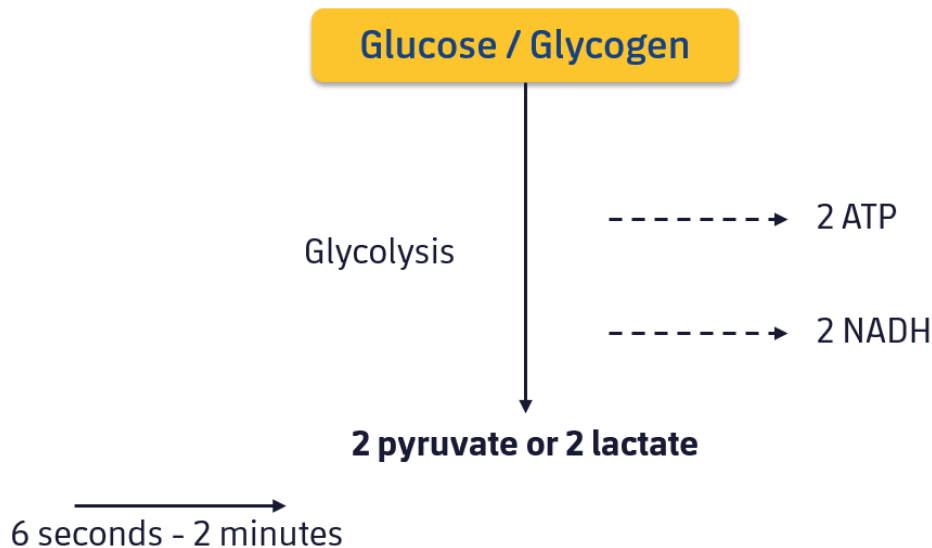 Glucose / Glycogen
2 ATP
Glycolysis
2 NADH
2 pyruvate or 2 lactate
6 seconds - 2 minutes